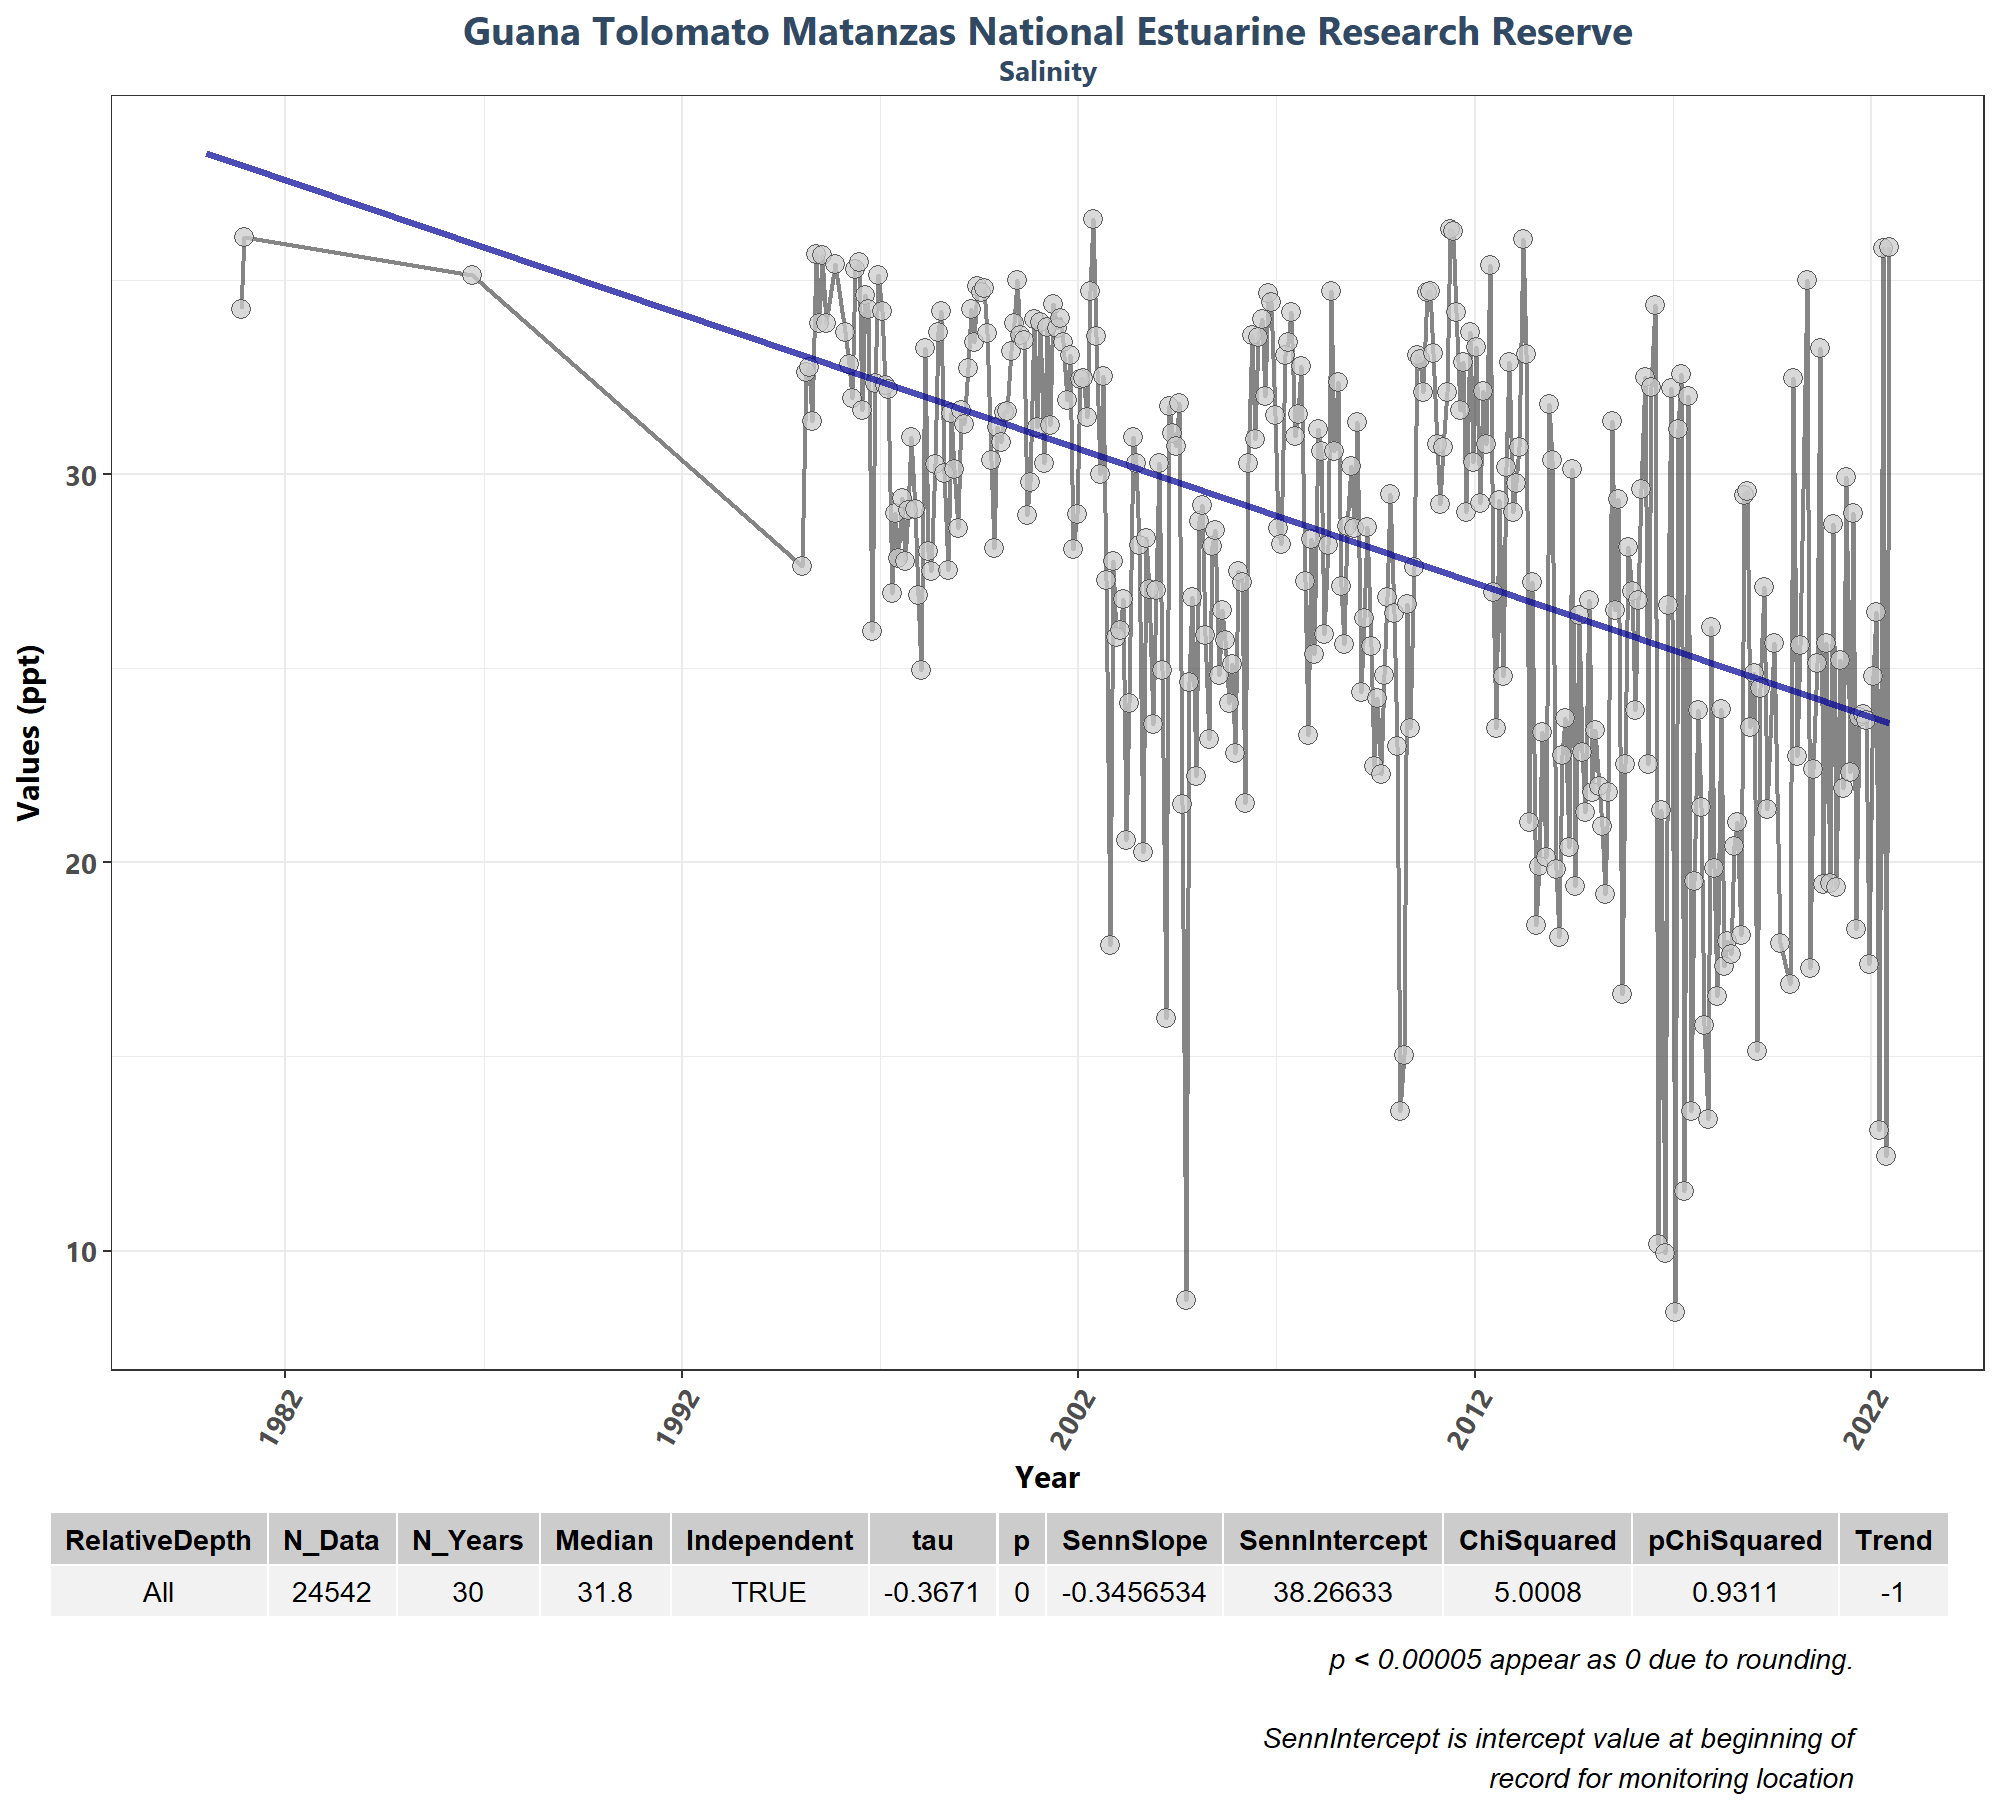 Guana Tolomato Matanzas National Estuarine Research Reserve
Salinity
Values (ppt)
30
20
10
1982 1992 2002 2012 2022
Year
RelativeDepth N_Data N_Years Median Independent tau p SennSlope SennIntercept ChiSquared pChiSquared Trend
All 24542 30 31.8 TRUE -0.3671 0 -0.3456534 38.26633 5.0008 0.9311 -1
p < 0.00005 appear as 0 due to rounding.
SennIntercept is intercept value at beginning of
record for monitoring location